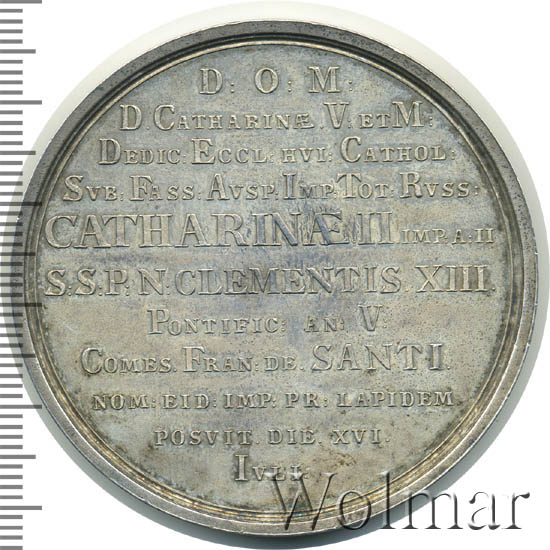 D: O: M:
D. CATHARINÆ. V. ET M:
DEDIC: ECCL: HVI: CATHOL:
SVB: FASS: AVSP: IMP: TOT: RVSS:
CATHARINÆ II IMP. A. II
S.S.P: N: CLEMENTIS. XIII.
PONTIFIC: AN: V:
COMES. FRAN: DE. SANTI.
NOM: EID: IMP: PR: LAPIDEM.
POSVIT. DIE. XVI.
IVLI:
Wolmar